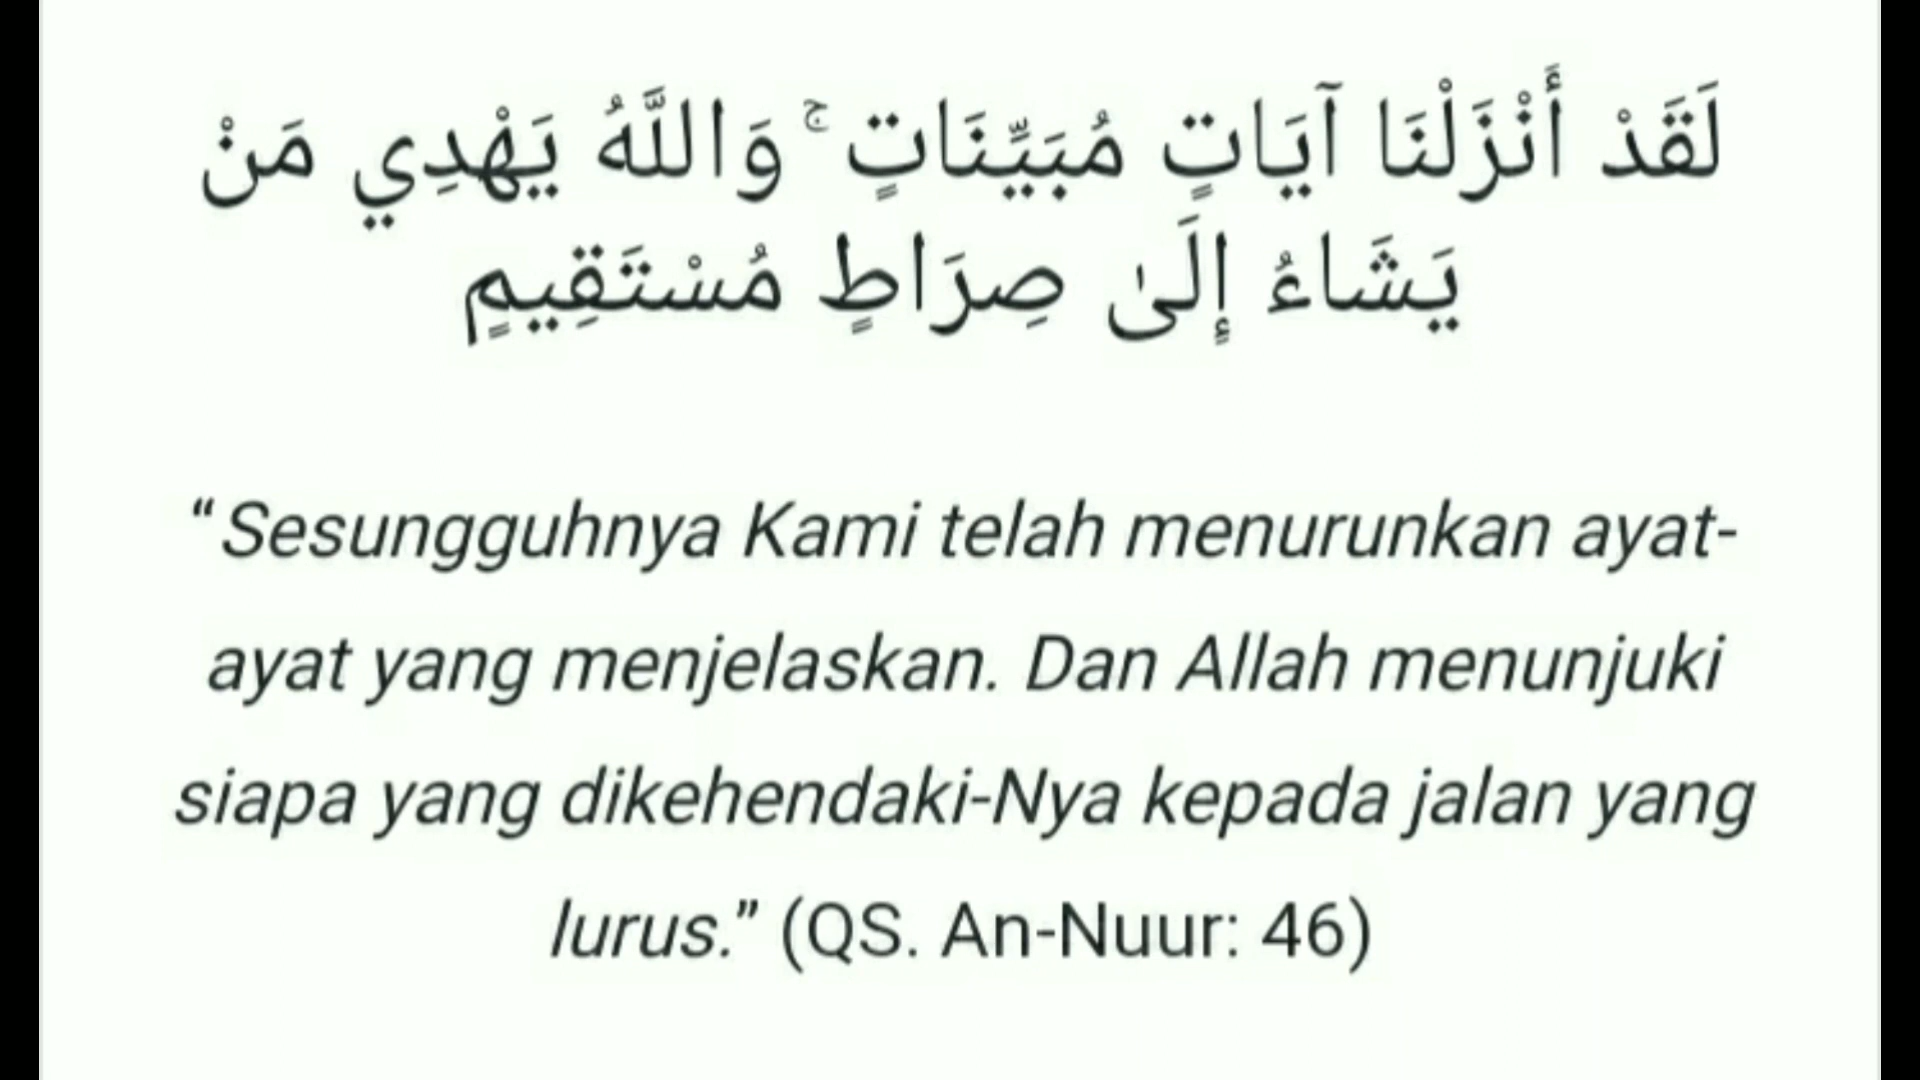 لَقَدْ أَنْزَلْنَا آيَاتٍ مُبَيِّنَاتٍ ۚ وَاللَّهُ يَهْدِي مَنْ
يَشَاءُ إِلَىٰ صِرَاطٍ مُسْتَقِيمٍ
“Sesungguhnya Kami telah menurunkan ayat-
ayat yang menjelaskan. Dan Allah menunjuki
siapa yang dikehendaki-Nya kepada jalan yang
lurus.” (QS. An-Nuur: 46)